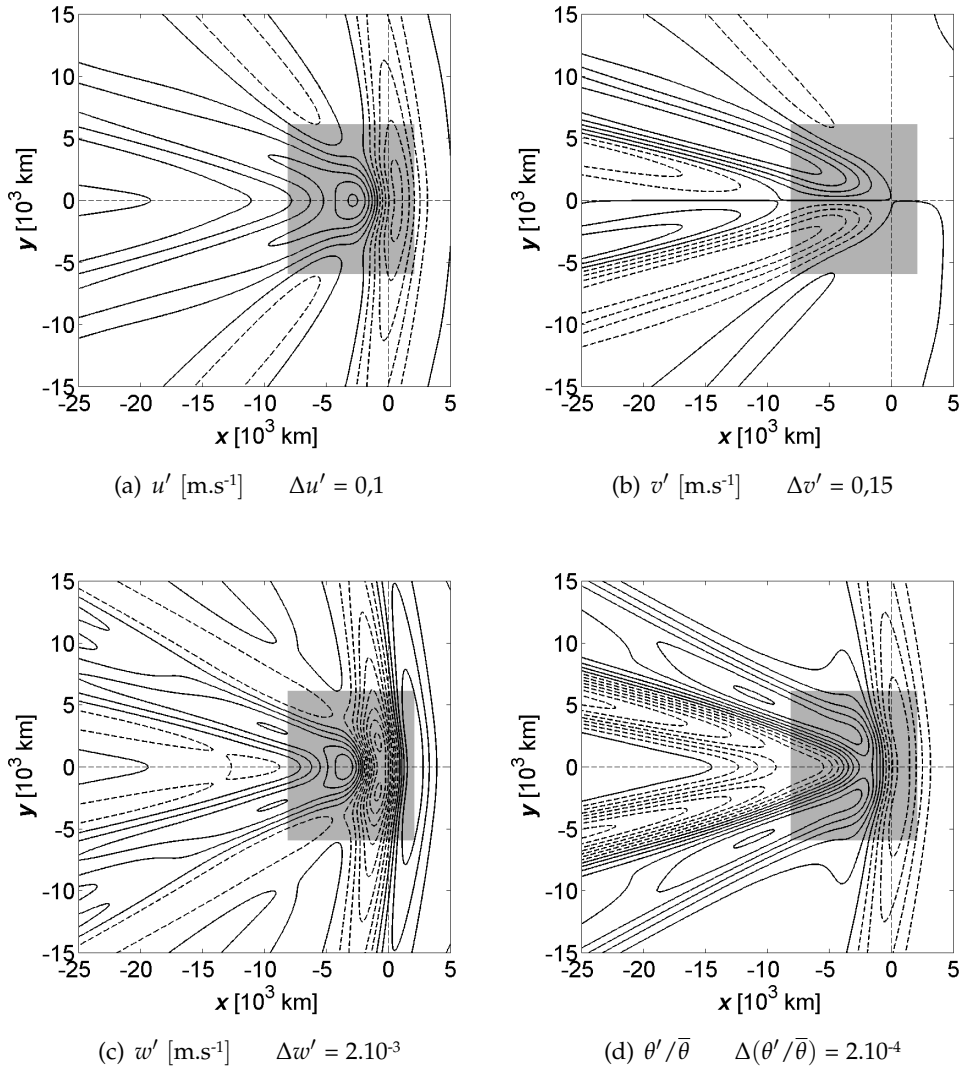 15
10
5
0
-5
-10
-15
y [10³ km]
-25 -20 -15 -10 -5 0 5
x [10³ km]
(a) u′ [m.s⁻¹] Δu′ = 0,1
15
10
5
0
-5
-10
-15
y [10³ km]
-25 -20 -15 -10 -5 0 5
x [10³ km]
(b) v′ [m.s⁻¹] Δv′ = 0,15
15
10
5
0
-5
-10
-15
y [10³ km]
-25 -20 -15 -10 -5 0 5
x [10³ km]
(c) w′ [m.s⁻¹] Δw′ = 2.10⁻³
15
10
5
0
-5
-10
-15
y [10³ km]
-25 -20 -15 -10 -5 0 5
x [10³ km]
(d) θ′/θ̅ Δ(θ′/θ̅) = 2.10⁻⁴